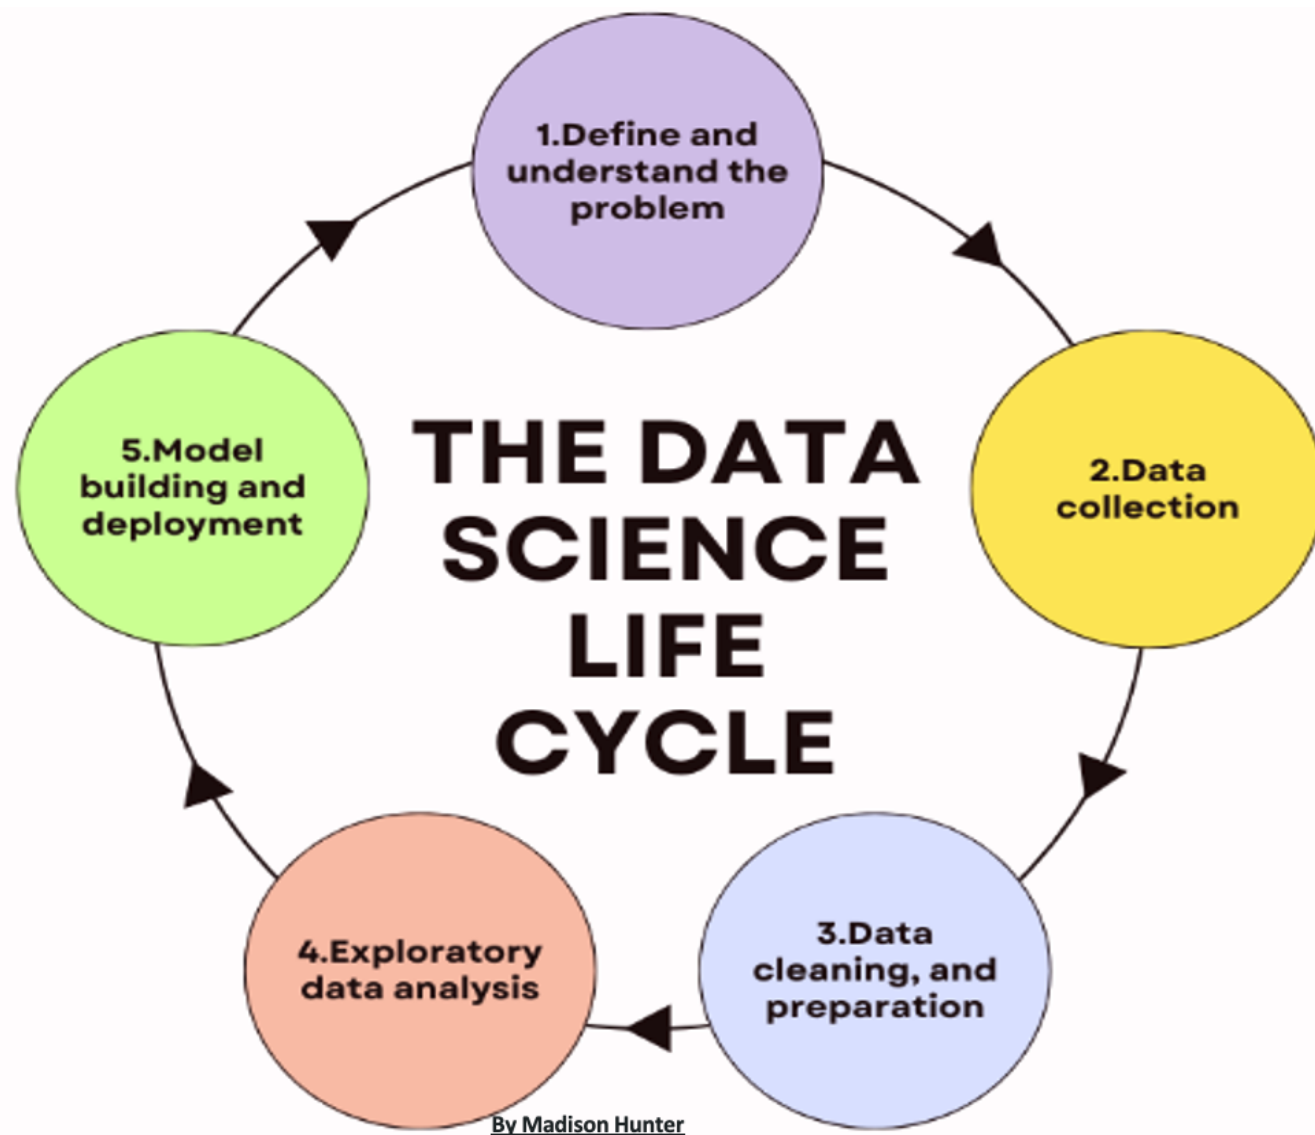 1.Define and
understand the
problem
2.Data
collection
3.Data
cleaning, and
preparation
4.Exploratory
data analysis
5.Model
building and
deployment
THE DATA
SCIENCE
LIFE
CYCLE
By Madison Hunter